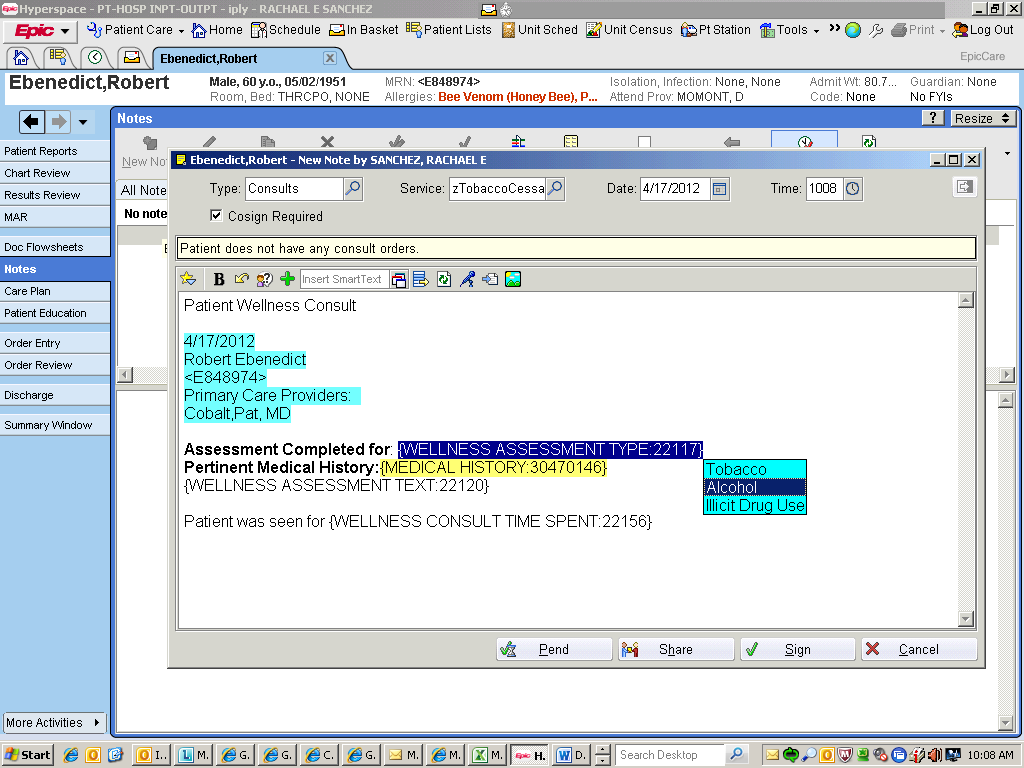 Hyperspace - PT-HOSP INPT-OUTPT - iply - RACHAEL E SANCHEZ
Epic Patient Care Home Schedule In Basket Patient Lists Unit Sched Unit Census Pt Station Tools Print Log Out
Ebenedict,Robert EpicCare
Ebenedict,Robert Male, 60 y.o., 05/02/1951 MRN: <E848974> Isolation, Infection: None, None Admit Wt: 80.7... Guardian: None
Room, Bed: THRCPO, NONE Allergies: Bee Venom (Honey Bee), P... Attend Prov: MOMONT, D Code: None No FYIs
Notes ? Resize
Patient Reports
Chart Review
Results Review
MAR
Doc Flowsheets
Notes
Care Plan
Patient Education
Order Entry
Order Review
Discharge
Summary Window
More Activities
New No
All Note
No note
Ebenedict,Robert - New Note by SANCHEZ, RACHAEL E
Type: Consults Service: zTobaccoCessa Date: 4/17/2012 Time: 1008
Cosign Required
Patient does not have any consult orders.
B Insert SmartText
Patient Wellness Consult
4/17/2012
Robert Ebenedict
<E848974>
Primary Care Providers:
Cobalt,Pat, MD
Assessment Completed for: {WELLNESS ASSESSMENT TYPE:22117}
Pertinent Medical History:{MEDICAL HISTORY:30470146}
{WELLNESS ASSESSMENT TEXT:22120}
Tobacco
Alcohol
Illicit Drug Use
Patient was seen for {WELLNESS CONSULT TIME SPENT:22156}
Pend Share Sign Cancel
Start I.. M. G. G. C. G. M. M. M. H. D. Search Desktop 10:08 AM